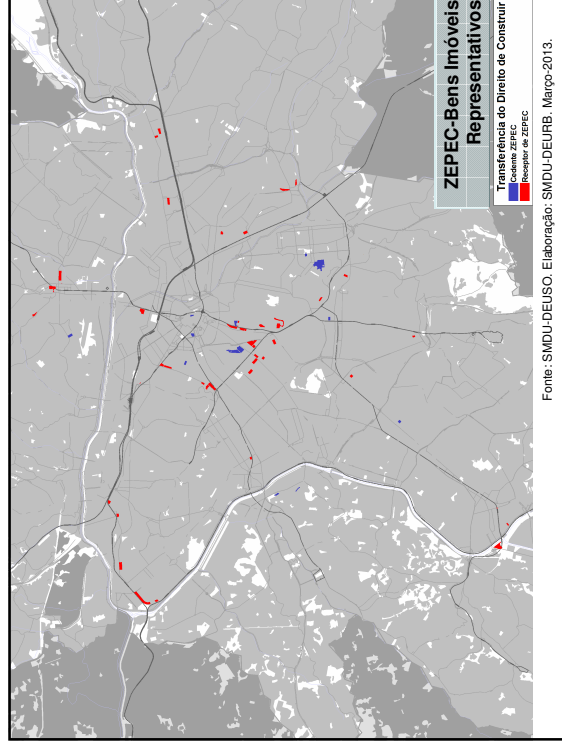 ZEPEC-Bens Imóveis
Representativos
Transferência do Direito de Construir
Cedente ZEPEC
Receptor de ZEPEC
Fonte: SMDU-DEUSO. Elaboração: SMDU-DEURB. Março-2013.